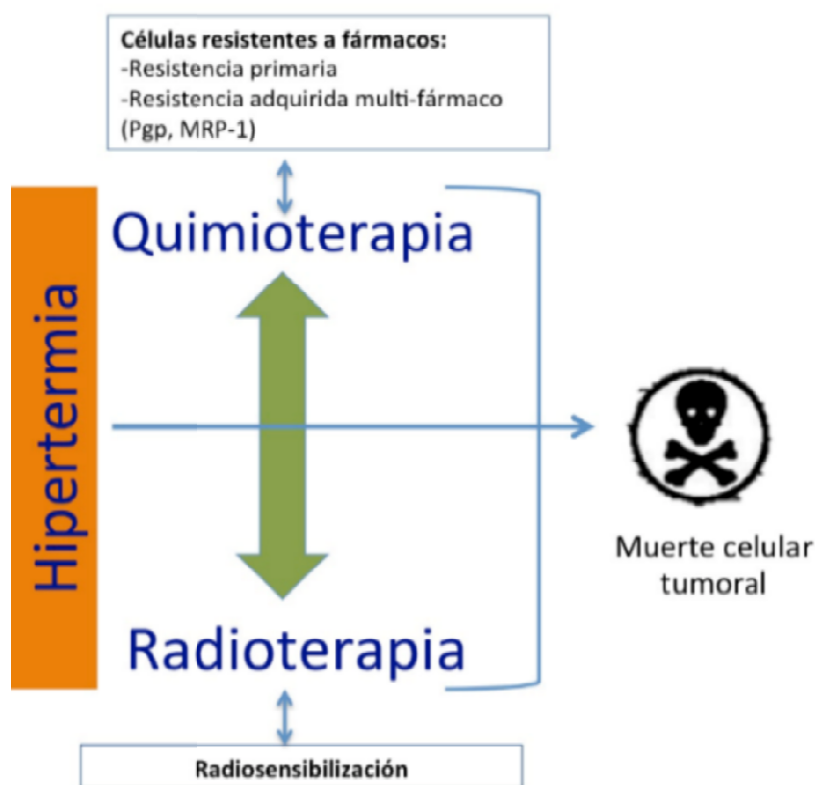 Células resistentes a fármacos:
-Resistencia primaria
-Resistencia adquirida multi-fármaco
(Pgp, MRP-1)
Quimioterapia
Hipertermia
Muerte celular
tumoral
Radioterapia
Radiosensibilización